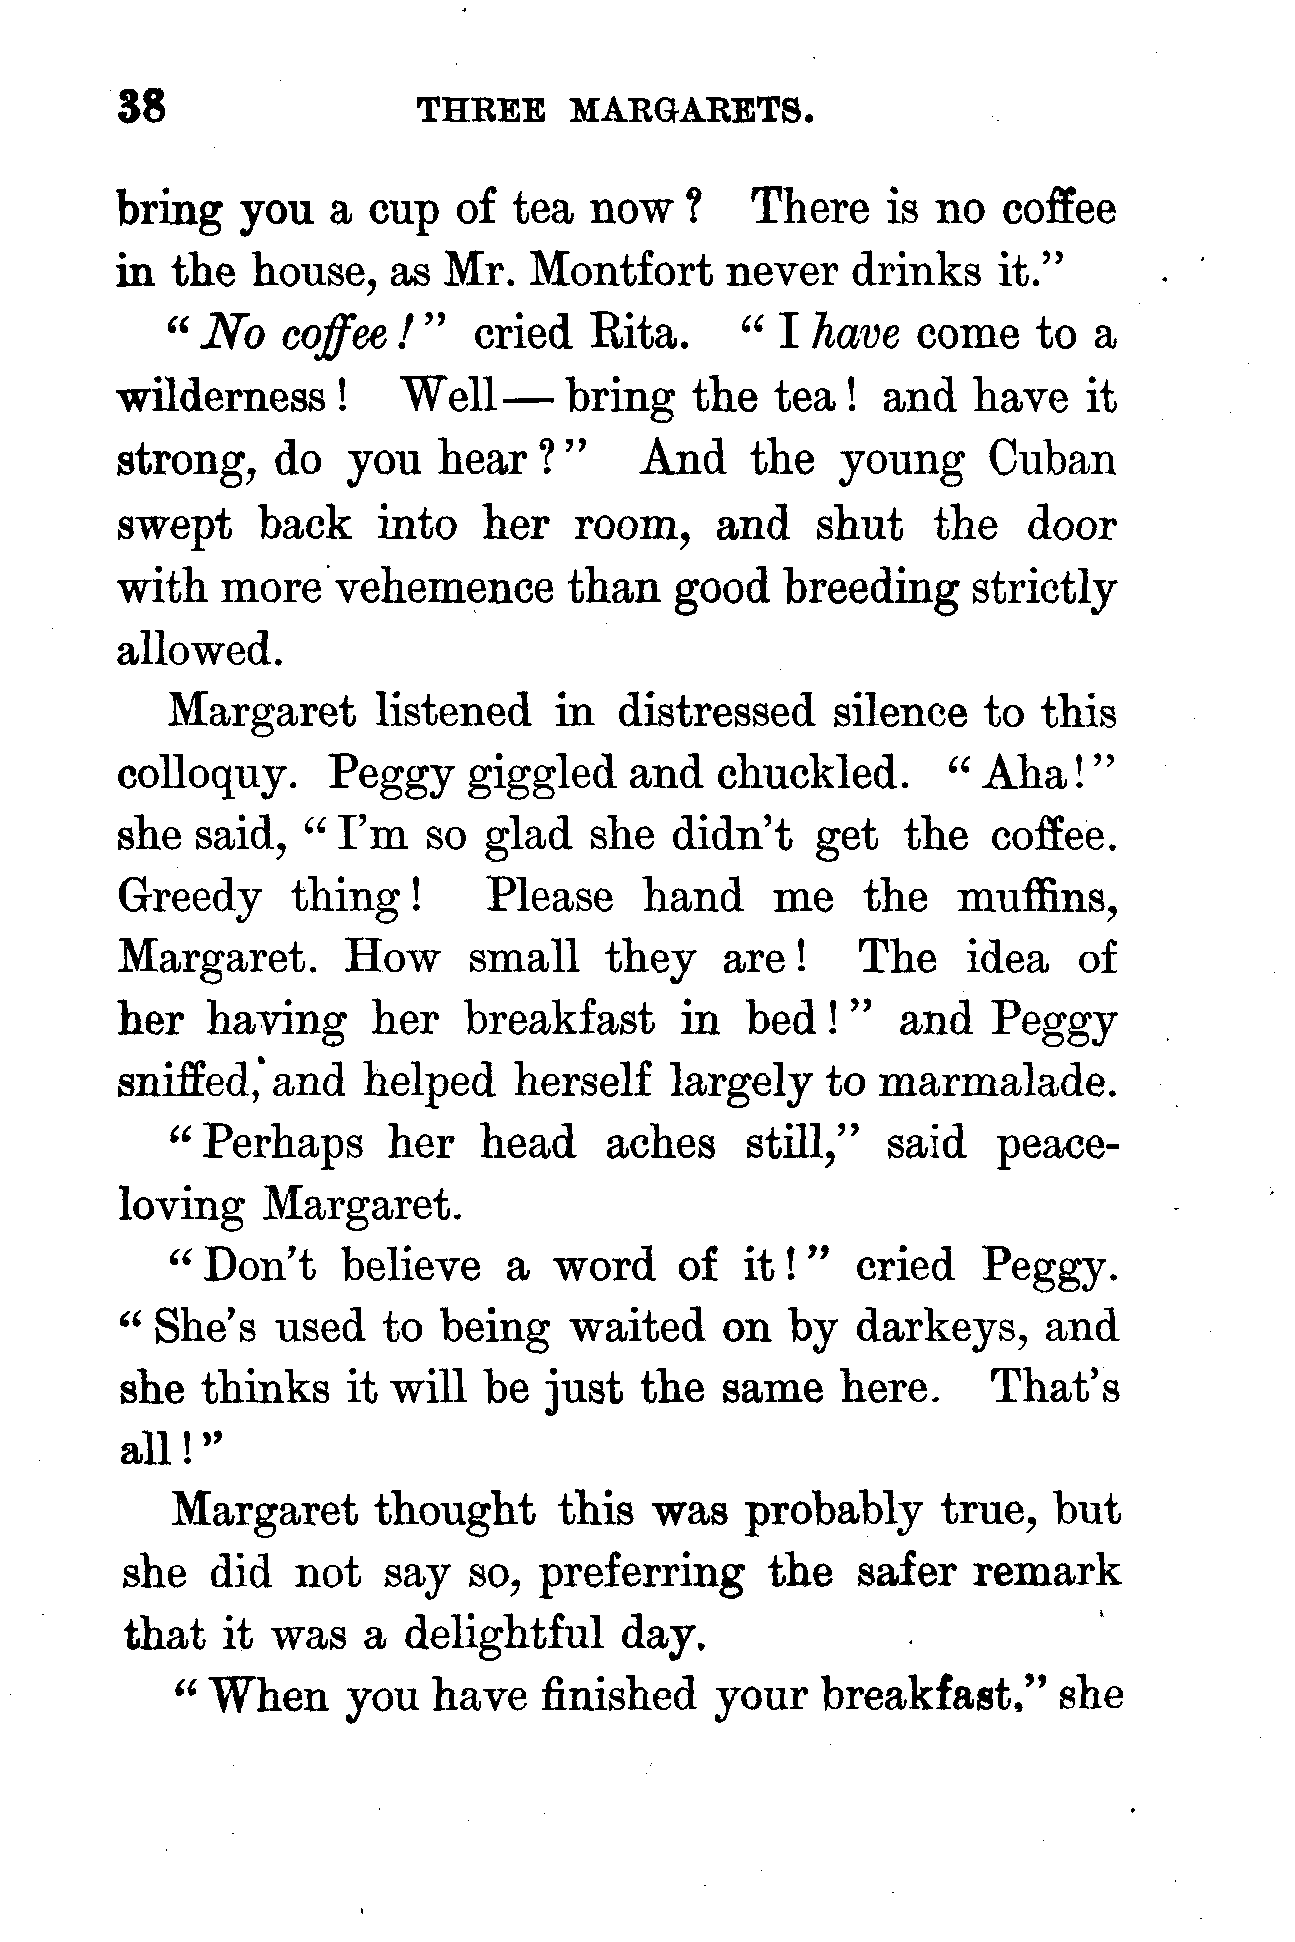 38 THREE MARGARETS.
bring you a cup of tea now? There is no coffee
in the house, as Mr. Montfort never drinks it.”
“No coffee!” cried Rita. “I have come to a
wilderness! Well— bring the tea! and have it
strong, do you hear?” And the young Cuban
swept back into her room, and shut the door
with more vehemence than good breeding strictly
allowed.
Margaret listened in distressed silence to this
colloquy. Peggy giggled and chuckled. “Aha!”
she said, “I’m so glad she didn’t get the coffee.
Greedy thing! Please hand me the muffins,
Margaret. How small they are! The idea of
her having her breakfast in bed!” and Peggy
sniffed, and helped herself largely to marmalade.
“Perhaps her head aches still,” said peace-
loving Margaret.
“Don’t believe a word of it!” cried Peggy.
“She’s used to being waited on by darkeys, and
she thinks it will be just the same here. That’s
all!”
Margaret thought this was probably true, but
she did not say so, preferring the safer remark
that it was a delightful day.
“When you have finished your breakfast,” she